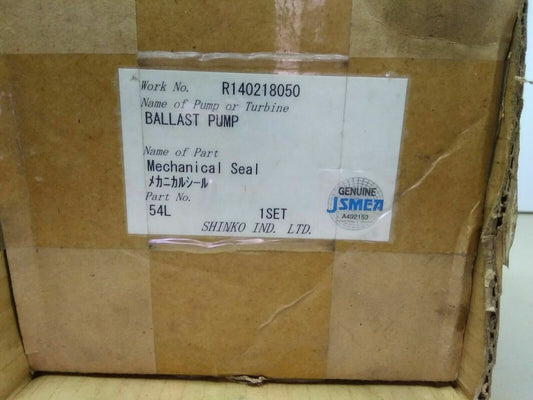 Work No. R140218050
Name of Pump or Turbine
BALLAST PUMP
Name of Part
Mechanical Seal
メカニカルシール
Part No.
54L 1SET
SHINKO IND. LTD.
GENUINE
JSMEA
A492153